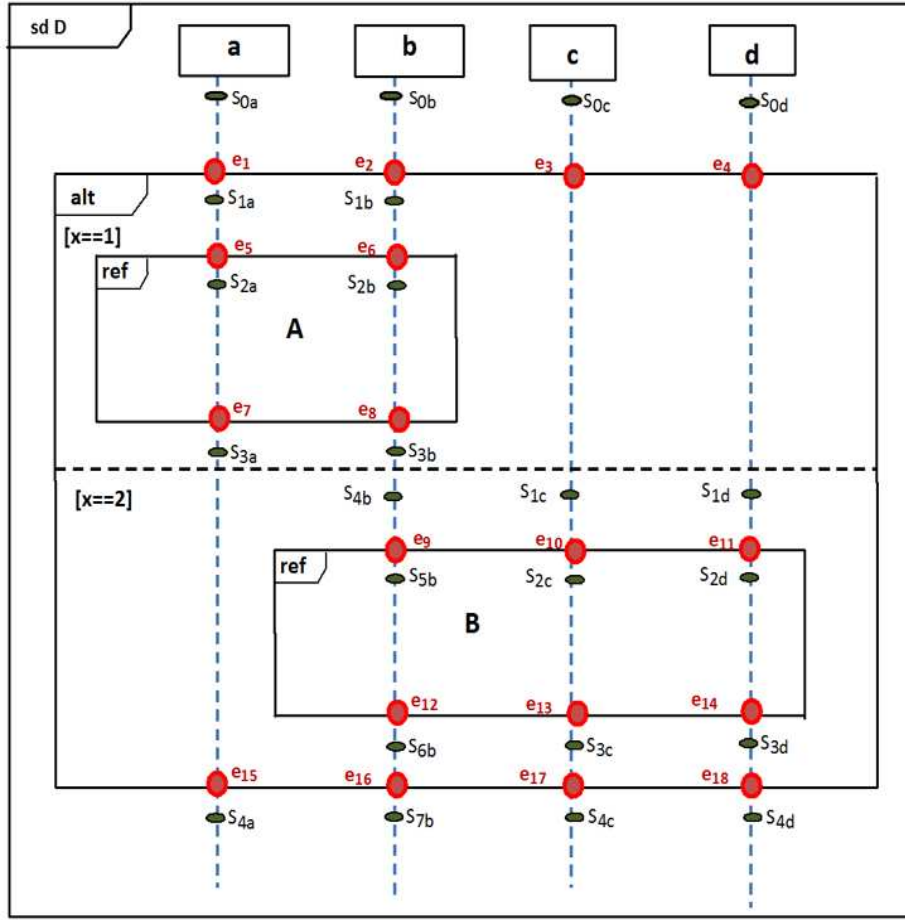 sd D
a b c d
S0a S0b S0c S0d
e1 e2 e3 e4
alt S1a S1b
[x==1]
e5 e6
ref S2a S2b
A
e7 e8
S3a S3b
[x==2] S4b S1c S1d
e9 e10 e11
ref S5b S2c S2d
B
e12 e13 e14
S6b S3c S3d
e15 e16 e17 e18
S4a S7b S4c S4d